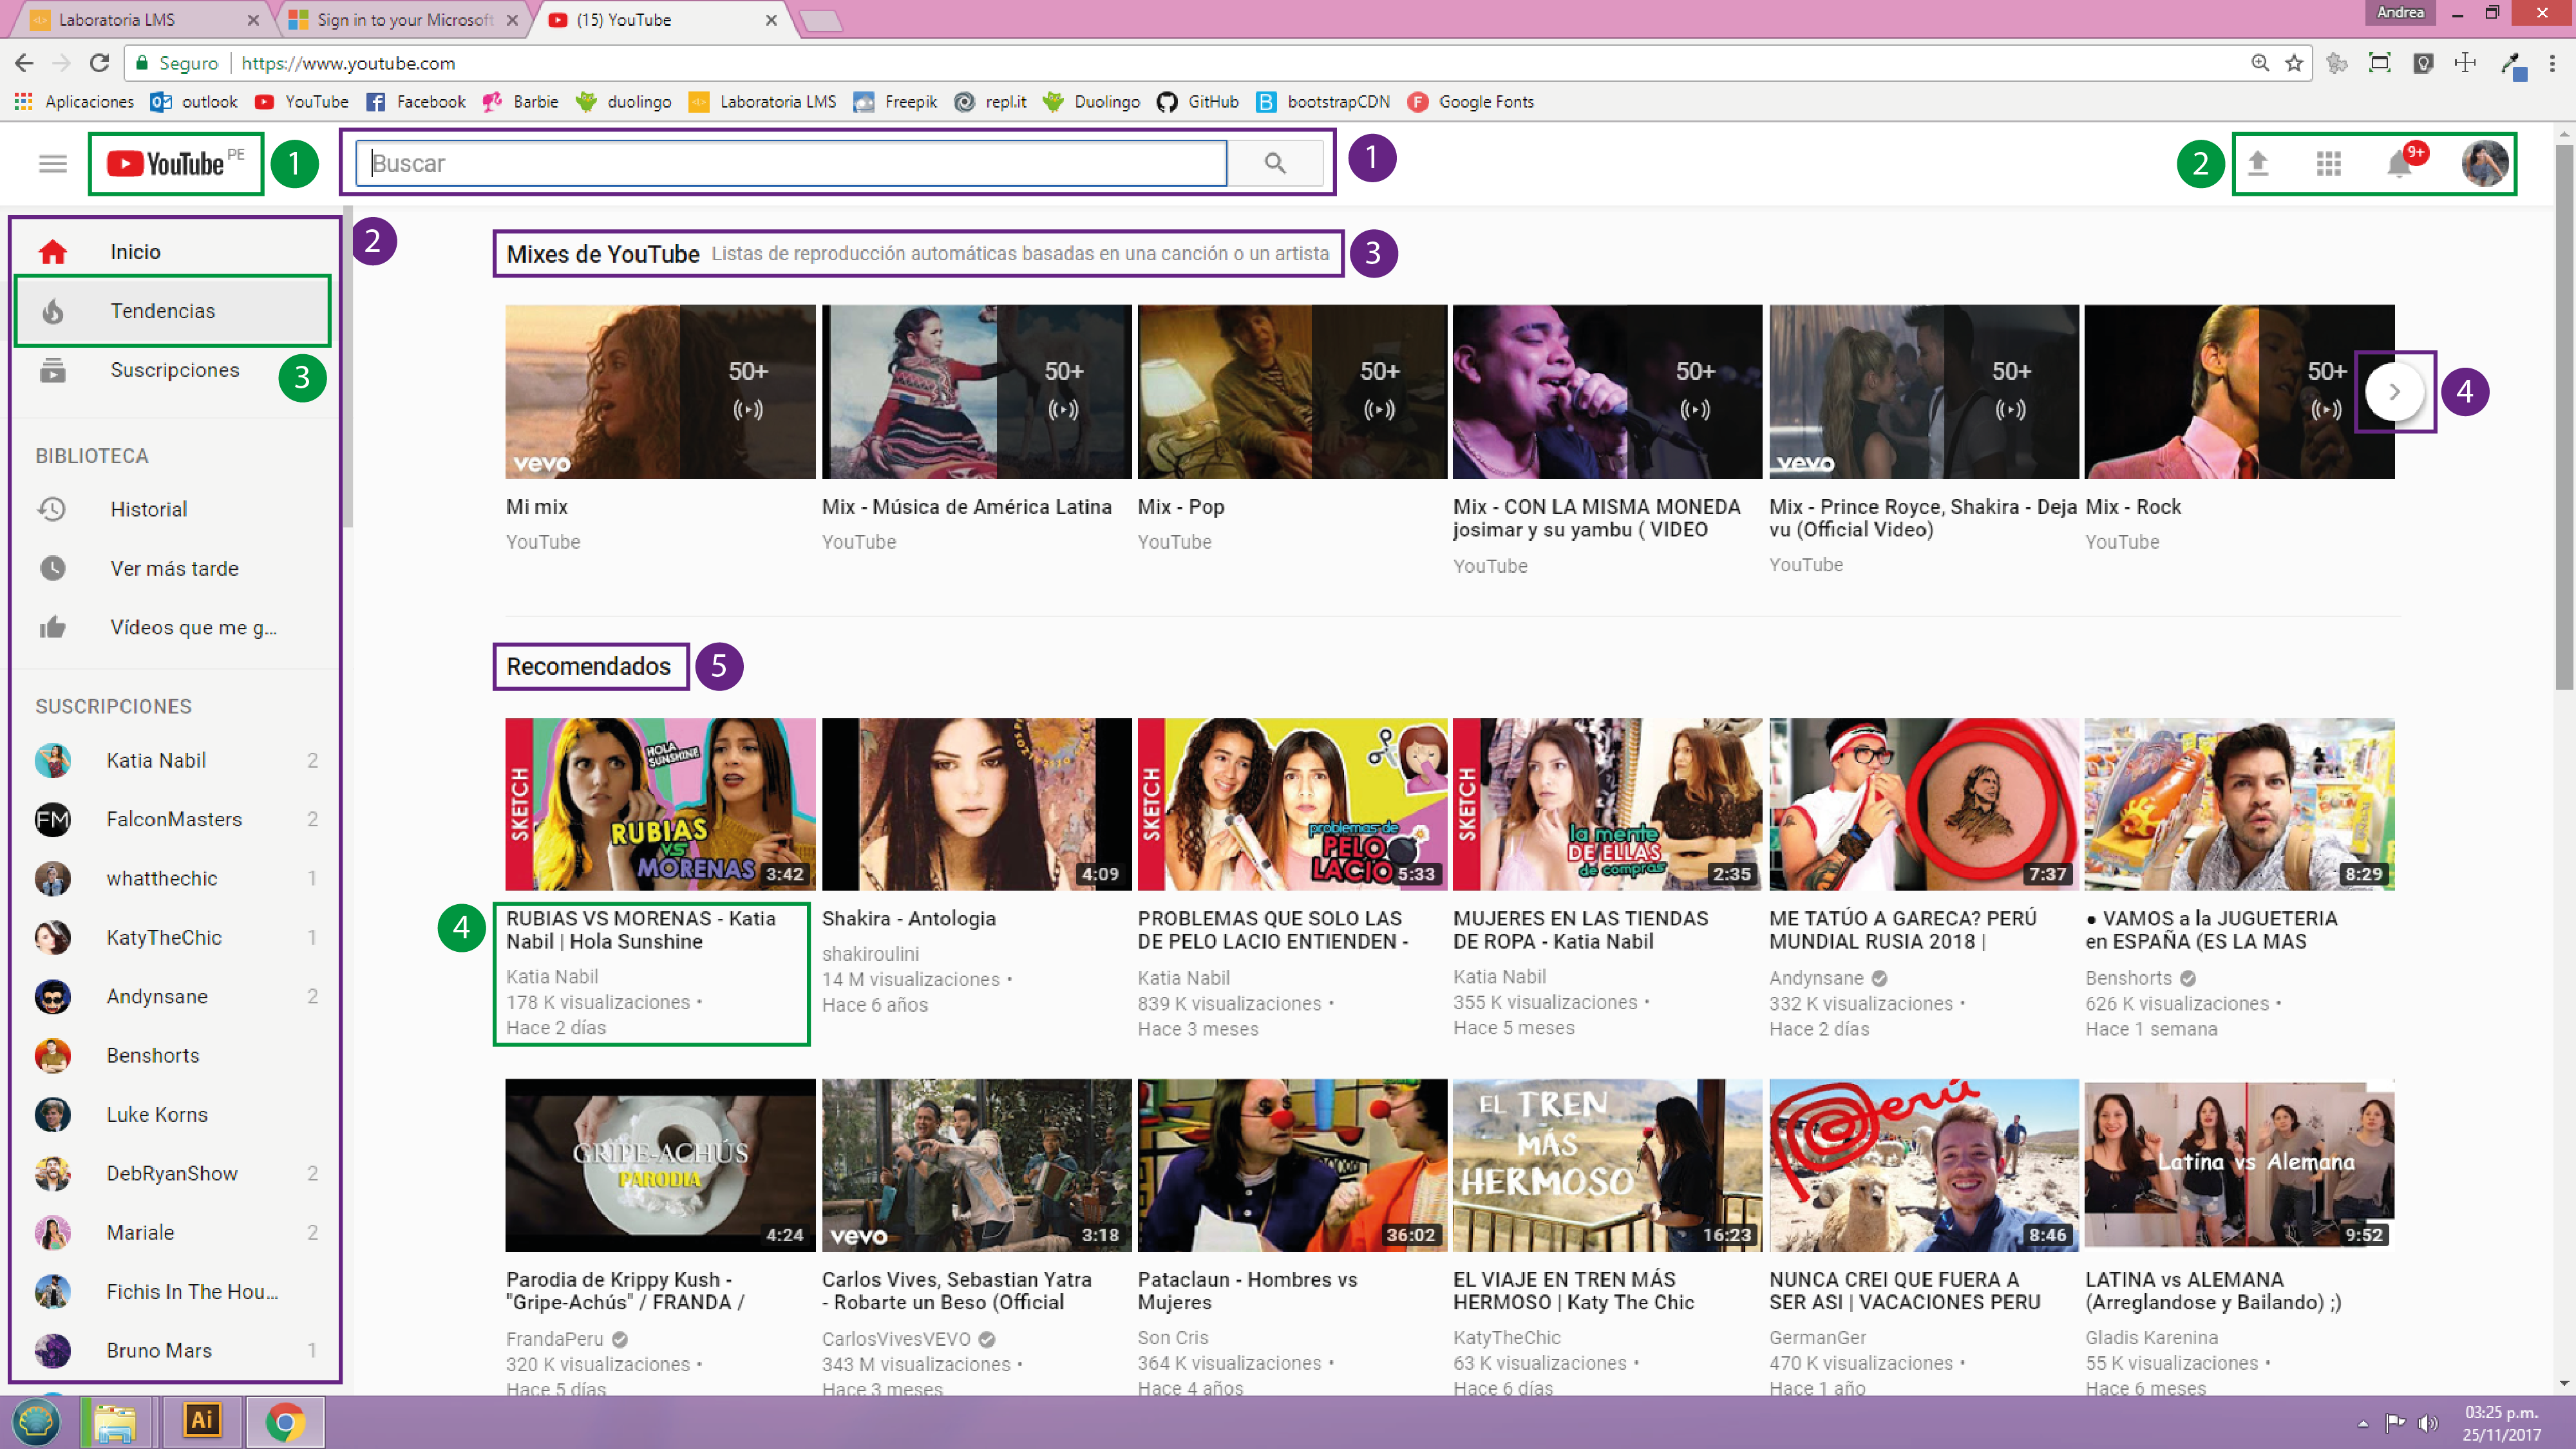 Laboratoria LMS
Sign in to your Microsoft
(15) YouTube
Andrea
Seguro
https://www.youtube.com
Aplicaciones
outlook
YouTube
Facebook
Barbie
duolingo
Laboratoria LMS
Freepik
repl.it
Duolingo
GitHub
bootstrapCDN
Google Fonts
YouTube PE
1
Buscar
1
2
9+
Inicio
2
Tendencias
Suscripciones
3
BIBLIOTECA
Historial
Ver más tarde
Vídeos que me g...
SUSCRIPCIONES
Katia Nabil 2
FM FalconMasters 2
whatthechic 1
KatyTheChic 1
Andynsane 2
Benshorts
Luke Korns
DebRyanShow 2
Mariale 2
Fichis In The Hou...
Bruno Mars 1
Mixes de YouTube Listas de reproducción automáticas basadas en una canción o un artista
3
50+
vevo
Mi mix
YouTube
50+
Mix - Música de América Latina
YouTube
50+
Mix - Pop
YouTube
50+
Mix - CON LA MISMA MONEDA
josimar y su yambu ( VIDEO
YouTube
50+
vevo
Mix - Prince Royce, Shakira - Deja
vu (Official Video)
YouTube
50+
Mix - Rock
YouTube
4
Recomendados
5
SKETCH
HOLA
SUNSHINE
RUBIAS
VS
MORENAS
3:42
4
RUBIAS VS MORENAS - Katia
Nabil | Hola Sunshine
Katia Nabil
178 K visualizaciones •
Hace 2 días
4:09
Shakira - Antologia
shakiroulini
14 M visualizaciones •
Hace 6 años
SKETCH
problemas de
PELO
LACIO
5:33
PROBLEMAS QUE SOLO LAS
DE PELO LACIO ENTIENDEN -
Katia Nabil
839 K visualizaciones •
Hace 3 meses
SKETCH
la mente
DE ELLAS
de compras
2:35
MUJERES EN LAS TIENDAS
DE ROPA - Katia Nabil
Katia Nabil
355 K visualizaciones •
Hace 5 meses
7:37
ME TATÚO A GARECA? PERÚ
MUNDIAL RUSIA 2018 |
Andynsane
332 K visualizaciones •
Hace 2 días
8:29
● VAMOS a la JUGUETERIA
en ESPAÑA (ES LA MAS
Benshorts
626 K visualizaciones •
Hace 1 semana
GRIPE-ACHÚS
PARODIA
4:24
Parodia de Krippy Kush -
"Gripe-Achús" / FRANDA /
FrandaPeru
320 K visualizaciones •
Hace 5 días
vevo
3:18
Carlos Vives, Sebastian Yatra
- Robarte un Beso (Official
CarlosVivesVEVO
343 M visualizaciones •
Hace 3 meses
36:02
Pataclaun - Hombres vs
Mujeres
Son Cris
364 K visualizaciones •
Hace 4 años
EL TREN
MÁS
HERMOSO
16:23
EL VIAJE EN TREN MÁS
HERMOSO | Katy The Chic
KatyTheChic
63 K visualizaciones •
Hace 6 días
Perú
8:46
NUNCA CREI QUE FUERA A
SER ASI | VACACIONES PERU
GermanGer
470 K visualizaciones •
Hace 1 año
Latina vs Alemana
9:52
LATINA vs ALEMANA
(Arreglandose y Bailando) ;)
Gladis Karenina
55 K visualizaciones •
Hace 6 meses
Ai
03:25 p.m.
25/11/2017